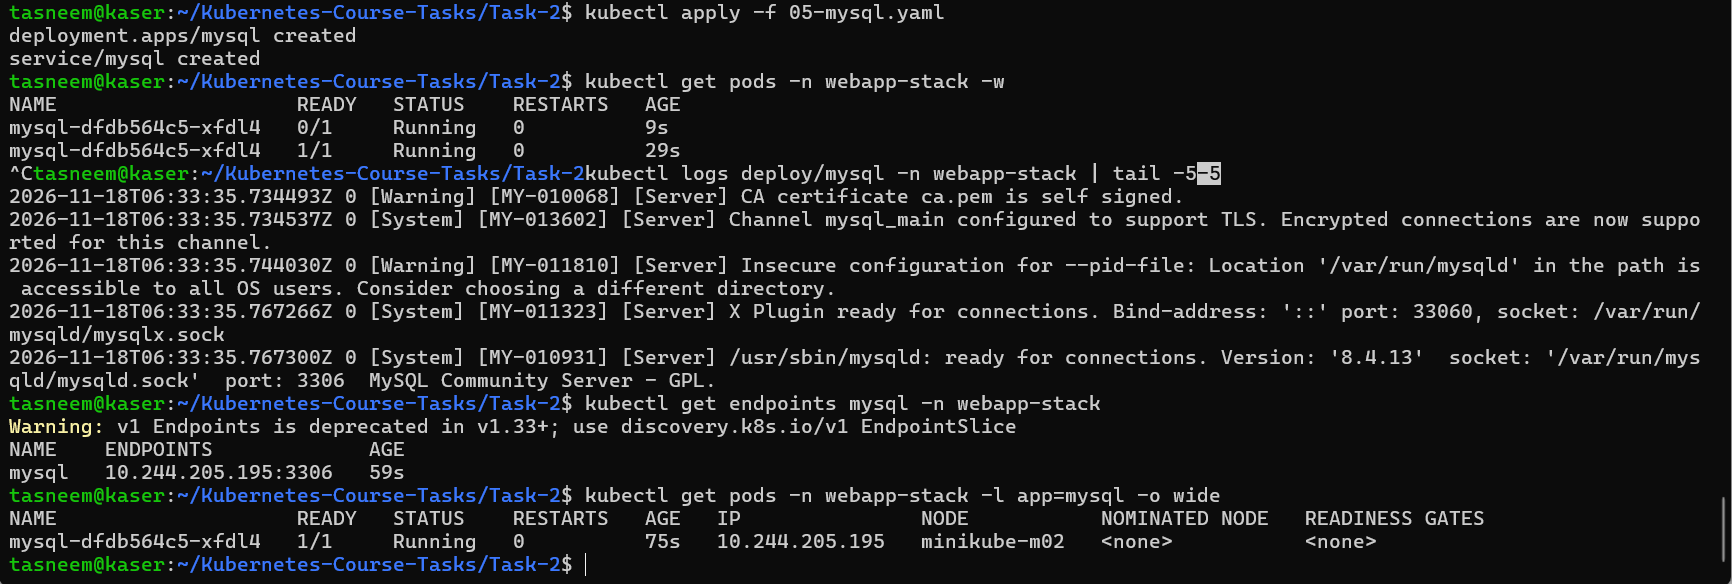 tasneem@kaser:~/Kubernetes-Course-Tasks/Task-2$ kubectl apply -f 05-mysql.yaml
deployment.apps/mysql created
service/mysql created
tasneem@kaser:~/Kubernetes-Course-Tasks/Task-2$ kubectl get pods -n webapp-stack -w
NAME                    READY   STATUS    RESTARTS   AGE
mysql-dfdb564c5-xfdl4   0/1     Running   0          9s
mysql-dfdb564c5-xfdl4   1/1     Running   0          29s
^Ctasneem@kaser:~/Kubernetes-Course-Tasks/Task-2kubectl logs deploy/mysql -n webapp-stack | tail -5-5
2026-11-18T06:33:35.734493Z 0 [Warning] [MY-010068] [Server] CA certificate ca.pem is self signed.
2026-11-18T06:33:35.734537Z 0 [System] [MY-013602] [Server] Channel mysql_main configured to support TLS. Encrypted connections are now suppo
rted for this channel.
2026-11-18T06:33:35.744030Z 0 [Warning] [MY-011810] [Server] Insecure configuration for --pid-file: Location '/var/run/mysqld' in the path is
 accessible to all OS users. Consider choosing a different directory.
2026-11-18T06:33:35.767266Z 0 [System] [MY-011323] [Server] X Plugin ready for connections. Bind-address: '::' port: 33060, socket: /var/run/
mysqld/mysqlx.sock
2026-11-18T06:33:35.767300Z 0 [System] [MY-010931] [Server] /usr/sbin/mysqld: ready for connections. Version: '8.4.13'  socket: '/var/run/mys
qld/mysqld.sock'  port: 3306  MySQL Community Server - GPL.
tasneem@kaser:~/Kubernetes-Course-Tasks/Task-2$ kubectl get endpoints mysql -n webapp-stack
Warning: v1 Endpoints is deprecated in v1.33+; use discovery.k8s.io/v1 EndpointSlice
NAME    ENDPOINTS             AGE
mysql   10.244.205.195:3306   59s
tasneem@kaser:~/Kubernetes-Course-Tasks/Task-2$ kubectl get pods -n webapp-stack -l app=mysql -o wide
NAME                    READY   STATUS    RESTARTS   AGE   IP               NODE           NOMINATED NODE   READINESS GATES
mysql-dfdb564c5-xfdl4   1/1     Running   0          75s   10.244.205.195   minikube-m02   <none>           <none>
tasneem@kaser:~/Kubernetes-Course-Tasks/Task-2$